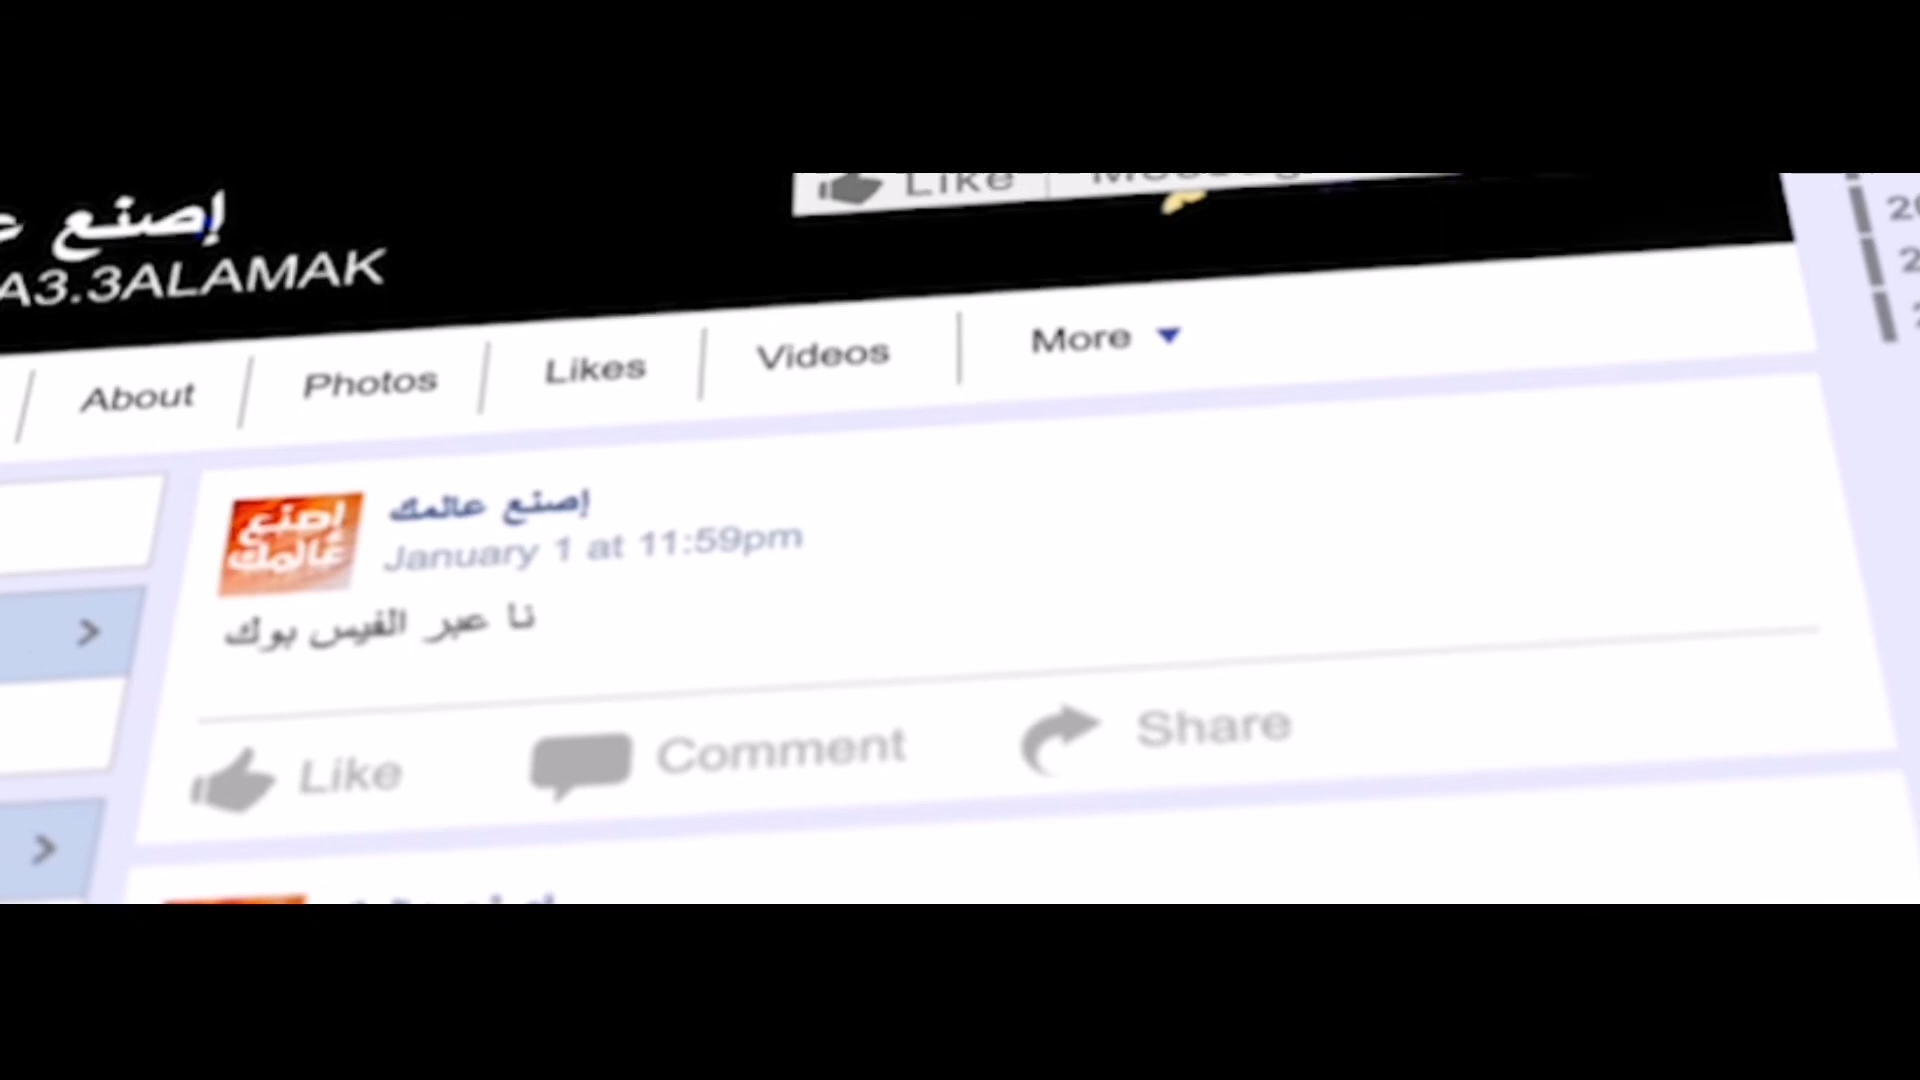 Like
إصنع
A3.3ALAMAK
About
Photos
Likes
Videos
More
إصنع عالمك
إصنع عالمك
January 1 at 11:59pm
نا عبر الفيس بوك
Like
Comment
Share